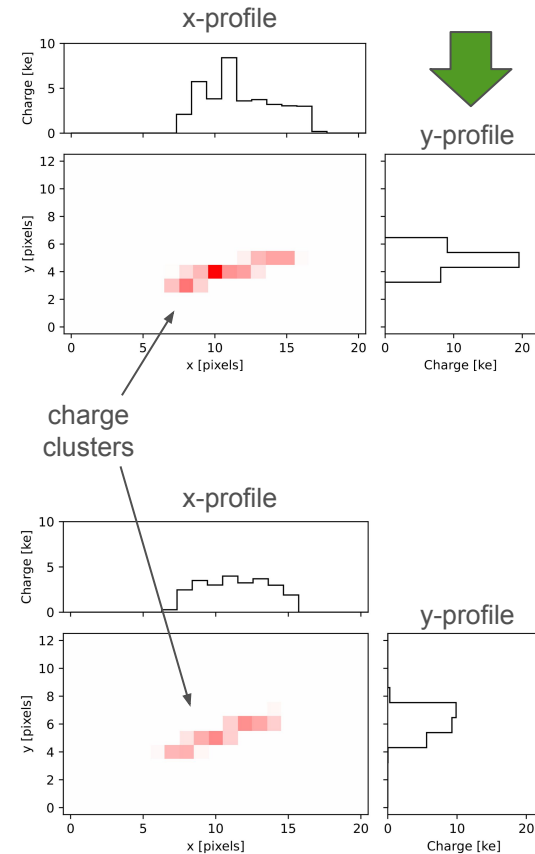 x-profile
10
5
0
Charge [ke]
y-profile
12
10
8
6
4
2
0
y [pixels]
0 5 10 15 20
x [pixels]
0 10 20
Charge [ke]
charge
clusters
x-profile
10
5
0
Charge [ke]
y-profile
12
10
8
6
4
2
0
y [pixels]
0 5 10 15 20
x [pixels]
0 10 20
Charge [ke]